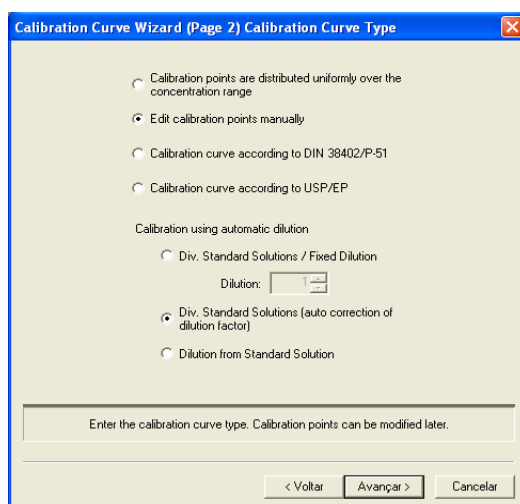 Calibration Curve Wizard (Page 2) Calibration Curve Type
Calibration points are distributed uniformly over the
concentration range
Edit calibration points manually
Calibration curve according to DIN 38402/P-51
Calibration curve according to USP/EP
Calibration using automatic dilution
Div. Standard Solutions / Fixed Dilution
Dilution: 1
Div. Standard Solutions (auto correction of
dilution factor)
Dilution from Standard Solution
Enter the calibration curve type. Calibration points can be modified later.
< Voltar Avançar > Cancelar